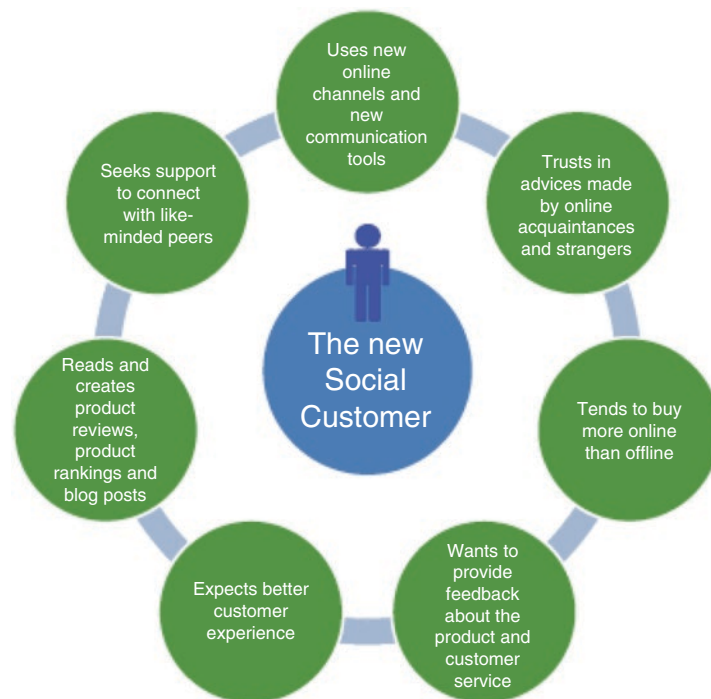 Uses new
online
channels and
new
communication
tools
Trusts in
advices made
by online
acquaintances
and strangers
Tends to buy
more online
than offline
Wants to
provide
feedback
about the
product and
customer
service
Expects better
customer
experience
Reads and
creates
product
reviews,
product
rankings and
blog posts
Seeks support
to connect
with like-
minded peers
The new
Social
Customer